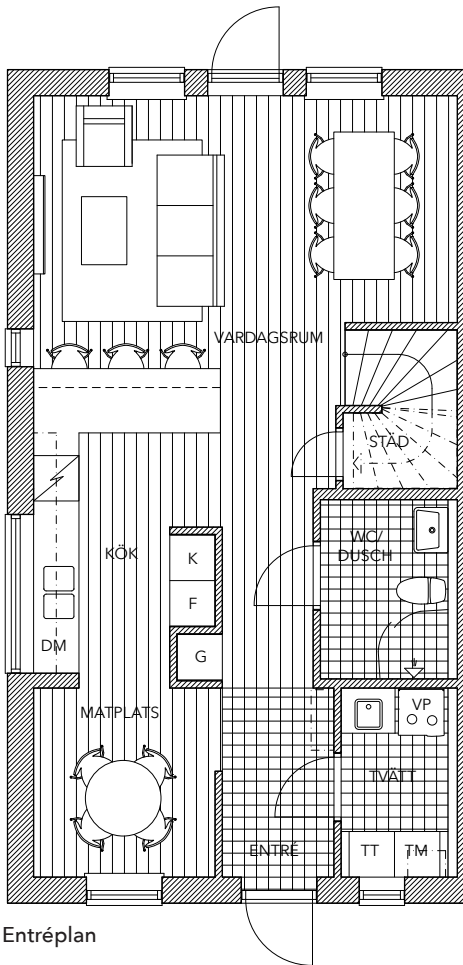 VARDAGSRUM
STÄD
WC/
DUSCH
KÖK
K
F
G
DM
MATPLATS
VP
TVÄTT
ENTRÉ
TT
TM
Entréplan